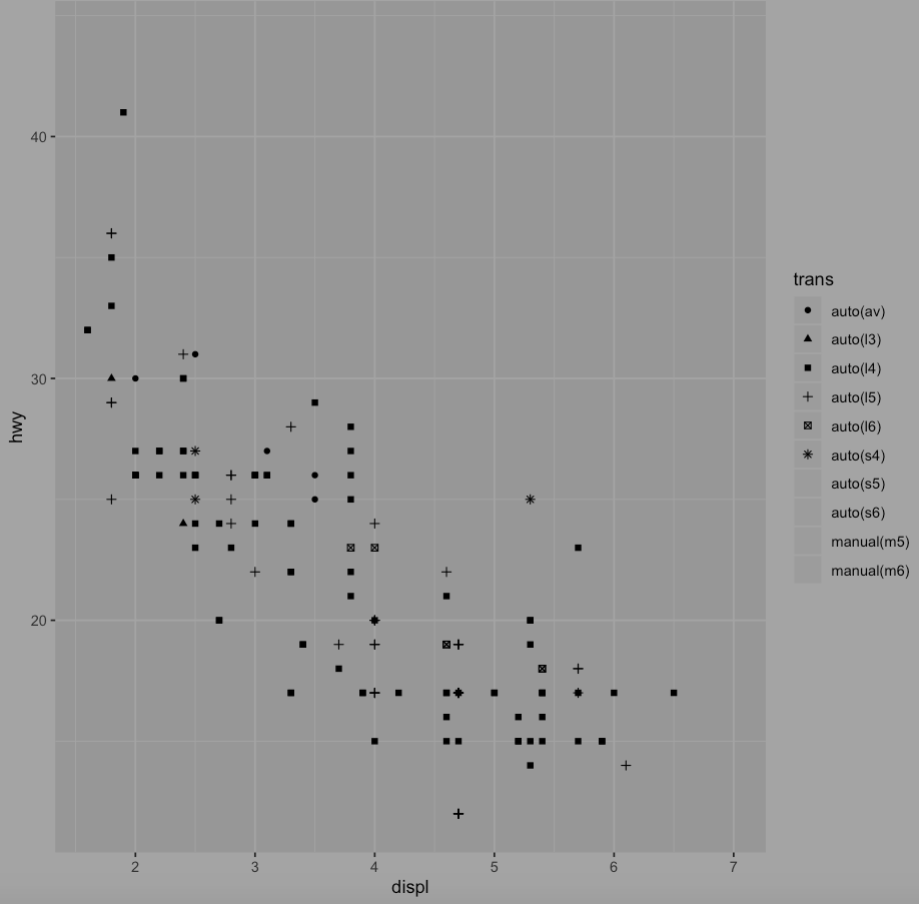 40
30
20
hwy
2 3 4 5 6 7
displ
trans
auto(av)
auto(l3)
auto(l4)
auto(l5)
auto(l6)
auto(s4)
auto(s5)
auto(s6)
manual(m5)
manual(m6)